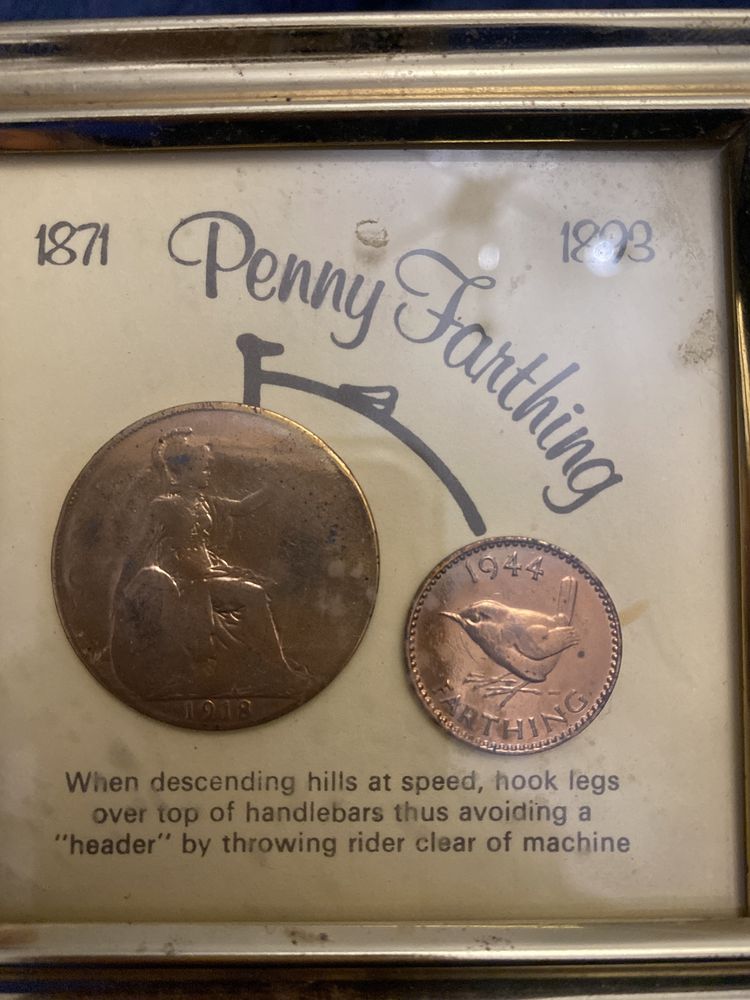 1871
Penny Farthing
1893
1913
1944
FARTHING
When descending hills at speed, hook legs
over top of handlebars thus avoiding a
"header" by throwing rider clear of machine